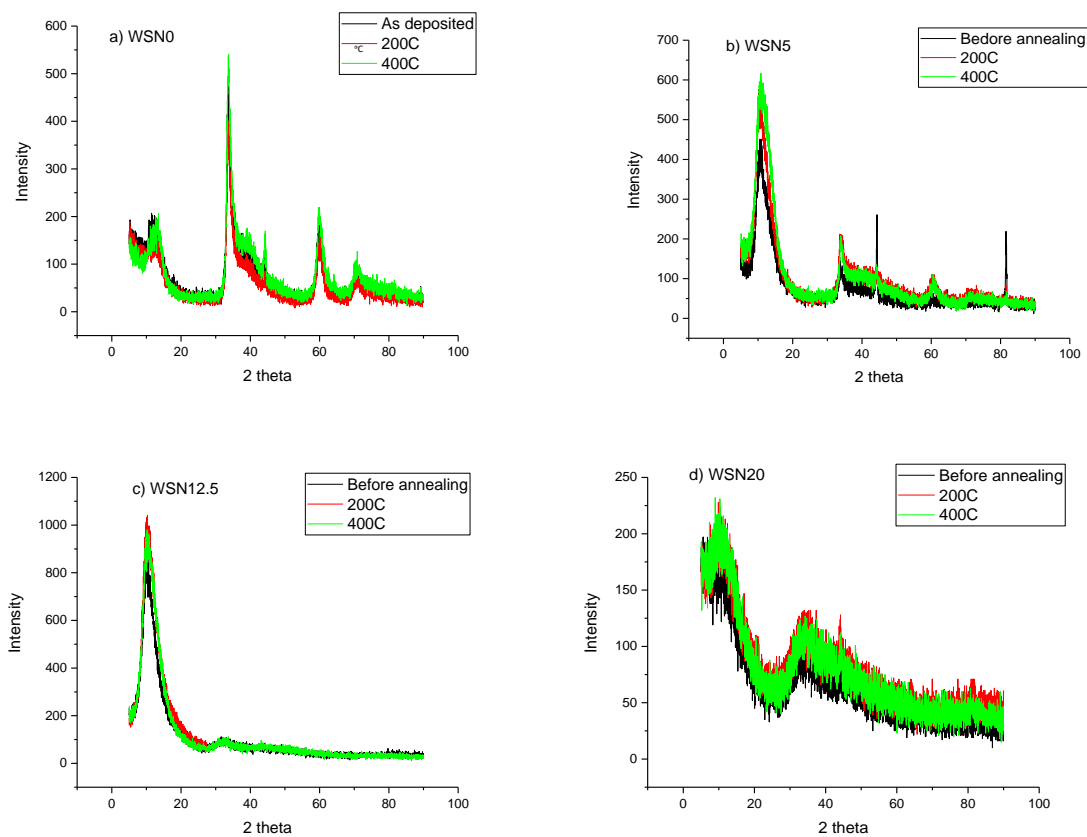 a) WSN0
As deposited
200C
°C
400C
600
500
400
300
200
100
0
Intensity
0
20
40
60
80
100
2 theta
b) WSN5
Bedore annealing
200C
400C
700
600
500
400
300
200
100
0
Intensity
0
20
40
60
80
100
2 theta
c) WSN12.5
Before annealing
200C
400C
1200
1000
800
600
400
200
0
Intensity
0
20
40
60
80
100
2 theta
d) WSN20
Before annealing
200C
400C
250
200
150
100
50
0
Intensity
0
20
40
60
80
100
2 theta